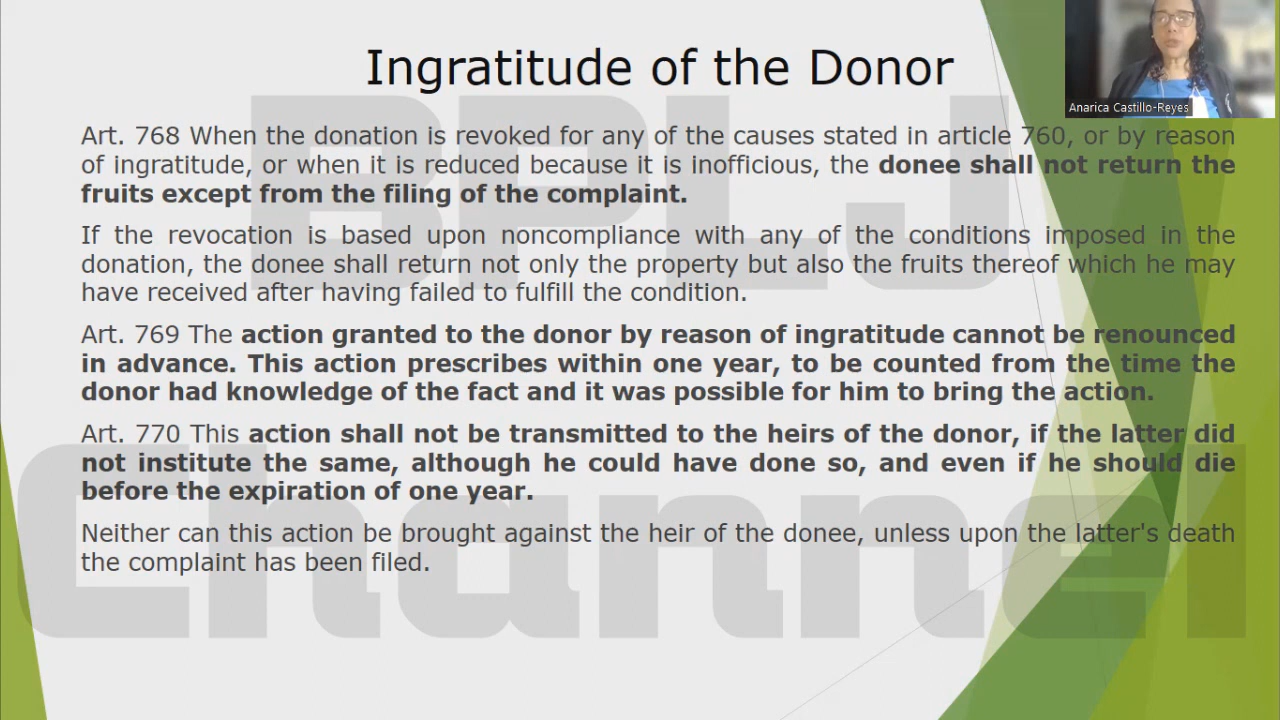 Ingratitude of the Donor
Anarica Castillo-Reyes
Art. 768 When the donation is revoked for any of the causes stated in article 760, or by reason
of ingratitude, or when it is reduced because it is inofficious, the donee shall not return the
fruits except from the filing of the complaint.
If the revocation is based upon noncompliance with any of the conditions imposed in the
donation, the donee shall return not only the property but also the fruits thereof which he may
have received after having failed to fulfill the condition.
Art. 769 The action granted to the donor by reason of ingratitude cannot be renounced
in advance. This action prescribes within one year, to be counted from the time the
donor had knowledge of the fact and it was possible for him to bring the action.
Art. 770 This action shall not be transmitted to the heirs of the donor, if the latter did
not institute the same, although he could have done so, and even if he should die
before the expiration of one year.
Neither can this action be brought against the heir of the donee, unless upon the latter's death
the complaint has been filed.
BPLJ
Channel